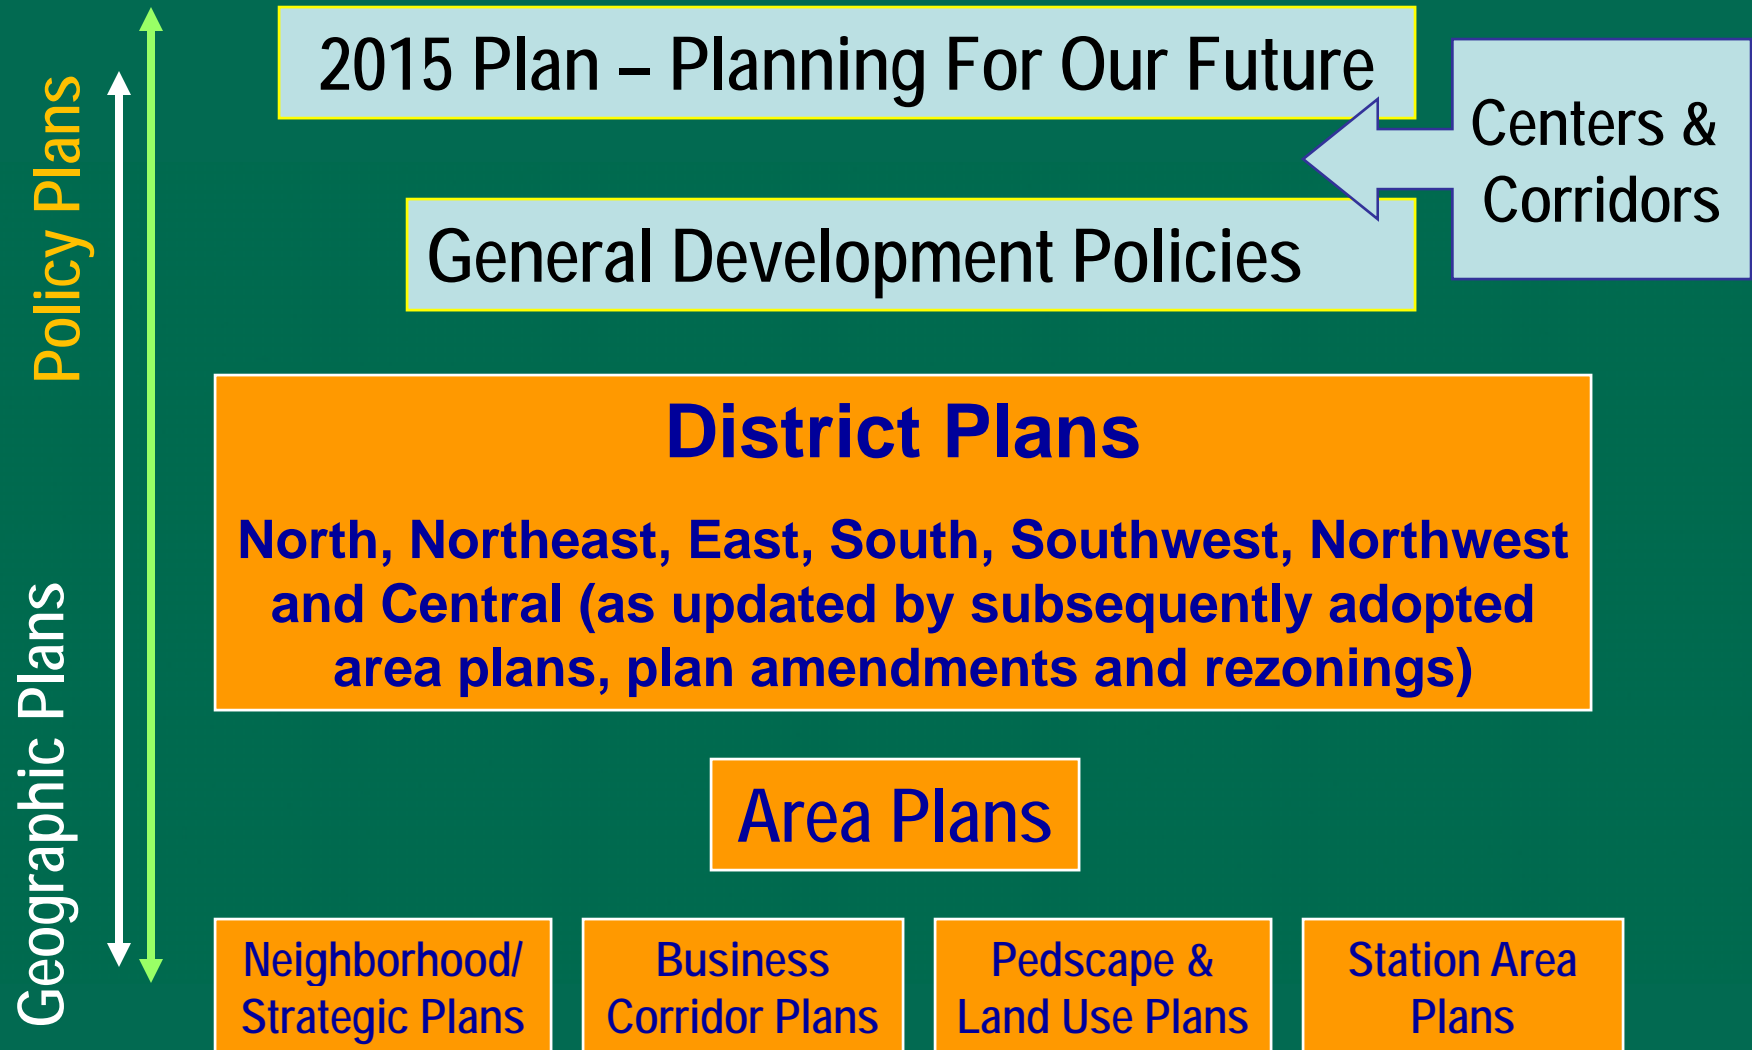 2015 Plan – Planning For Our Future
Centers &
Corridors
General Development Policies
Policy Plans
District Plans
North, Northeast, East, South, Southwest, Northwest
and Central (as updated by subsequently adopted
area plans, plan amendments and rezonings)
Geographic Plans
Area Plans
Neighborhood/
Strategic Plans
Business
Corridor Plans
Pedscape &
Land Use Plans
Station Area
Plans